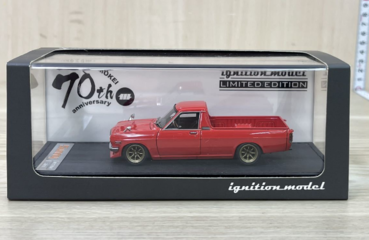 70th
anniversary
ignition model
LIMITED EDITION
ignition model